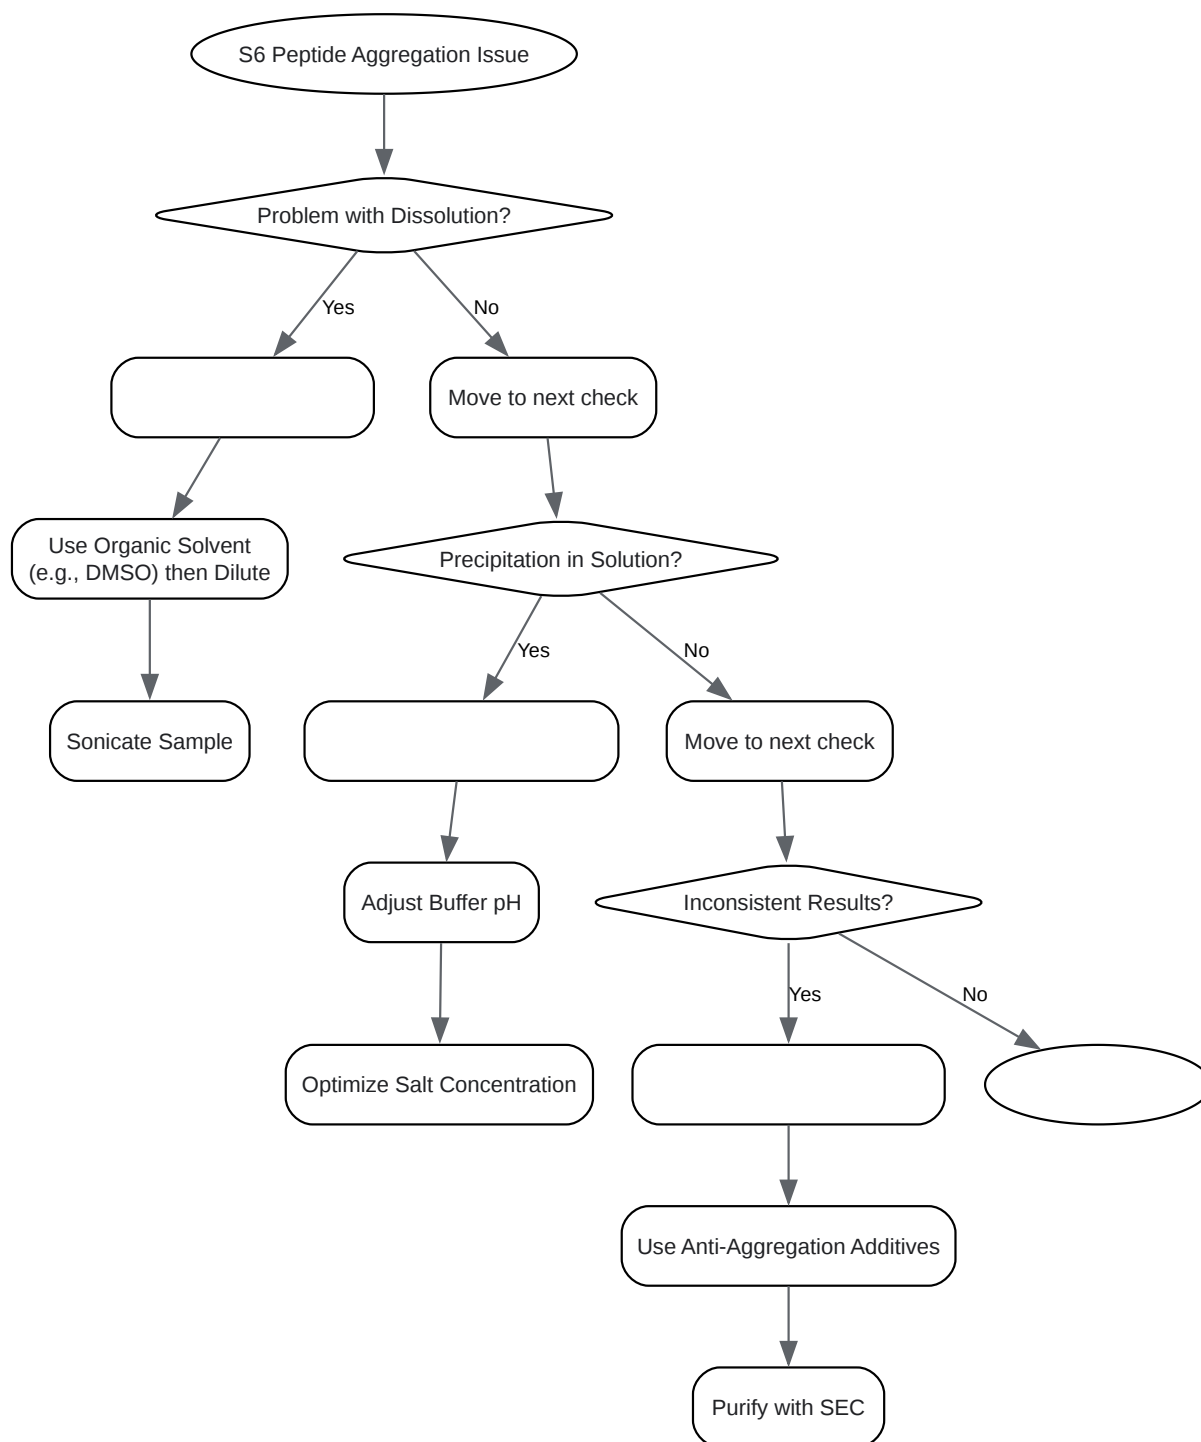 S6 Peptide Aggregation Issue
Problem with Dissolution?
Yes
No
Move to next check
Use Organic Solvent
(e.g., DMSO) then Dilute
Precipitation in Solution?
Yes
No
Sonicate Sample
Move to next check
Adjust Buffer pH
Inconsistent Results?
Yes
No
Optimize Salt Concentration
Use Anti-Aggregation Additives
Purify with SEC